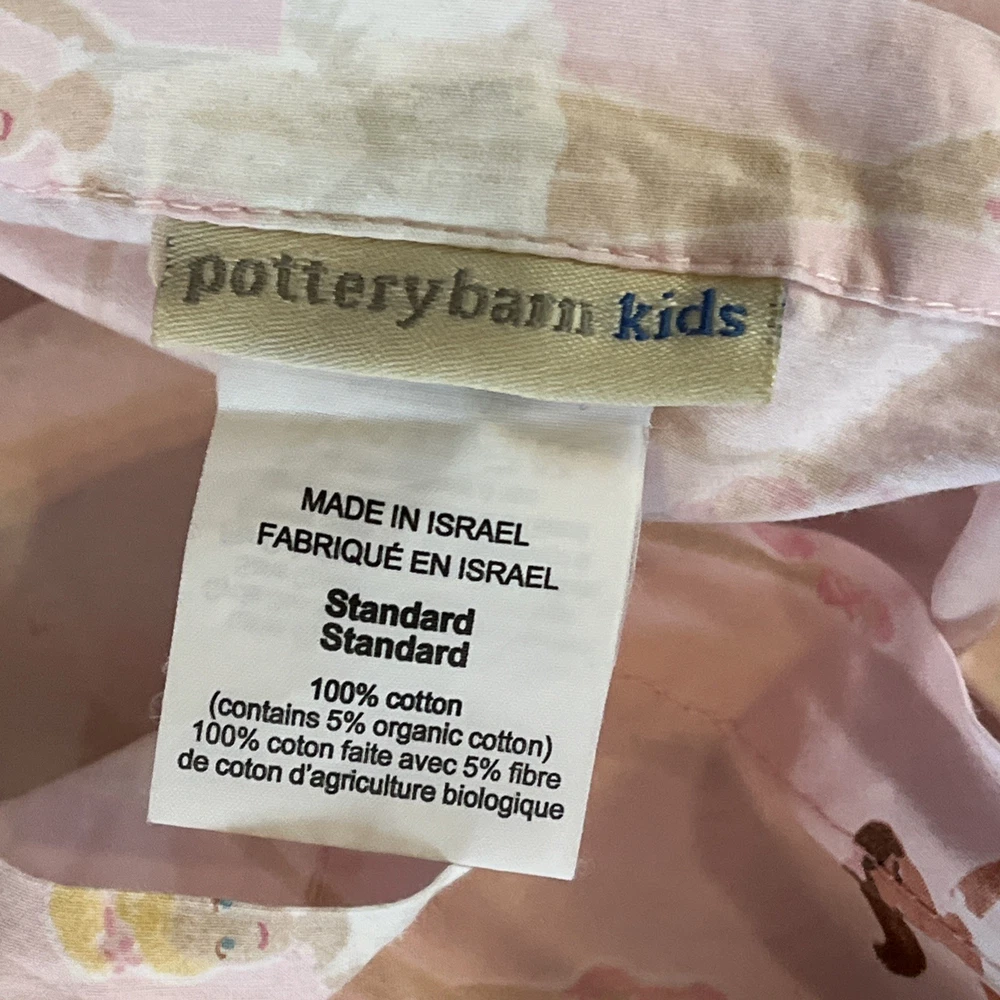 potterybarn kids
MADE IN ISRAEL
FABRIQUÉ EN ISRAEL
Standard
Standard
100% cotton
(contains 5% organic cotton)
100% coton faite avec 5% fibre
de coton d'agriculture biologique